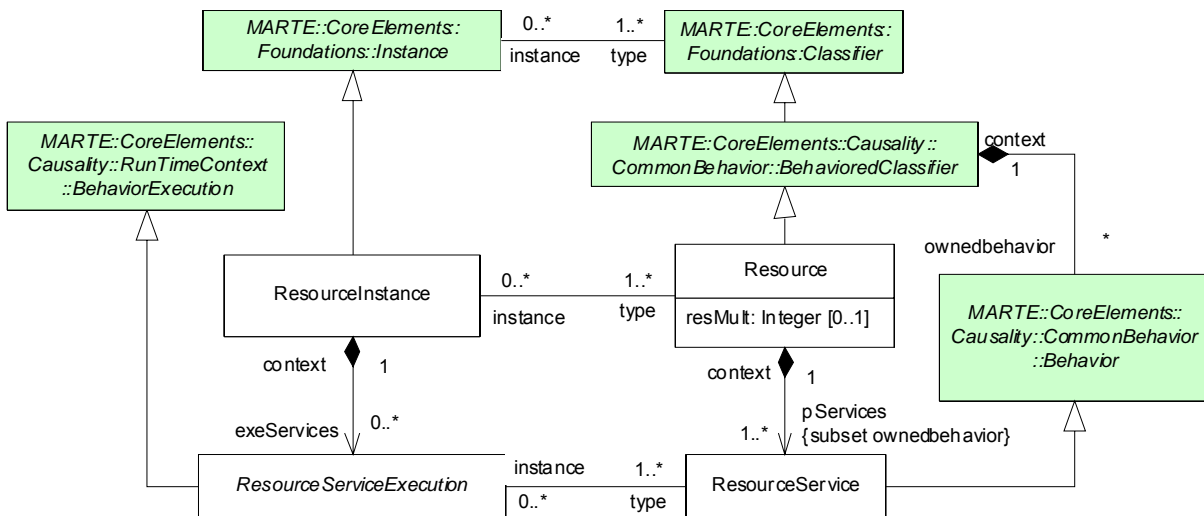 MARTE::CoreElements::
Foundations::Instance
0..*
instance
1..*
type
MARTE::CoreElements::
Foundations::Classifier
MARTE::CoreElements::
Causality::RunTimeContext
::BehaviorExecution
MARTE::CoreElements::Causality::
CommonBehavior::BehavioredClassifier
context
1
ownedbehavior
*
ResourceInstance
0..*
instance
1..*
type
Resource
resMult: Integer [0..1]
MARTE::CoreElements::
Causality::CommonBehavior
::Behavior
context
1
exeServices
0..*
context
1
pServices
1..*
{subset ownedbehavior}
ResourceServiceExecution
instance
0..*
1..*
type
ResourceService